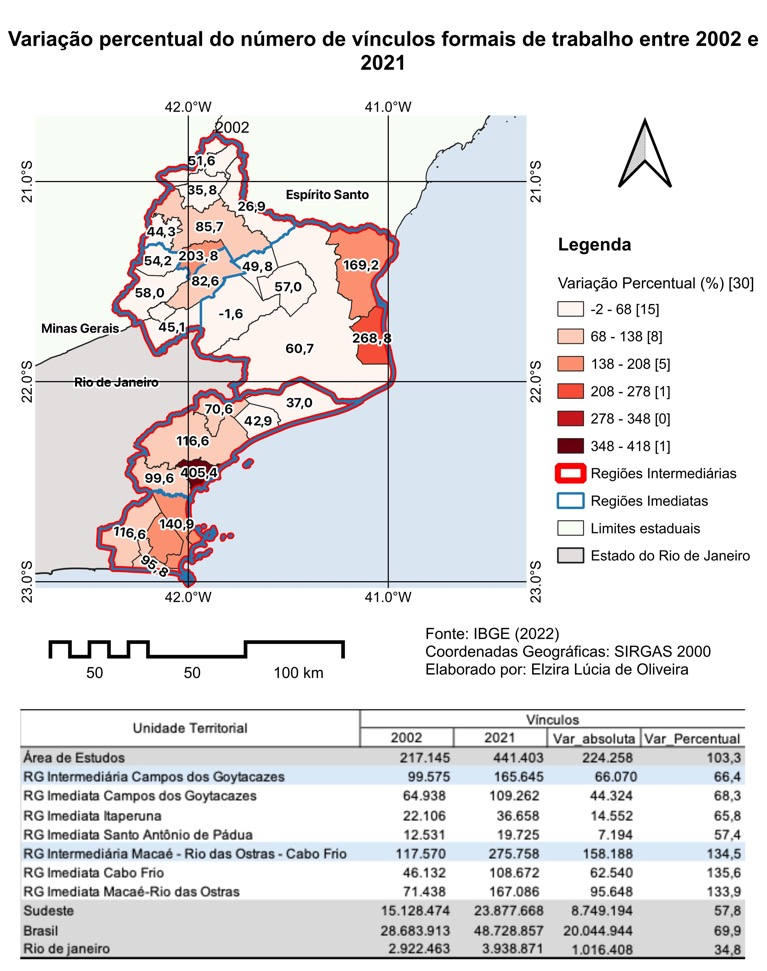 Variação percentual do número de vínculos formais de trabalho entre 2002 e
2021
42.0°W 41.0°W
2002
51,6
21.0°S 21.0°S
35,8
Espírito Santo
26,9
44,3 85,7
54,2 203,8
169,2
49,8
82,6
58,0 57,0
-1,6
45,1
Minas Gerais
268,8
60,7
22.0°S Rio de Janeiro 22.0°S
37,0
70,6
42,9
116,6
99,6 405,4
140,9
116,6
95,8
23.0°S 23.0°S
42.0°W 41.0°W
Legenda
Variação Percentual (%) [30]
-2 - 68 [15]
68 - 138 [8]
138 - 208 [5]
208 - 278 [1]
278 - 348 [0]
348 - 418 [1]
Regiões Intermediárias
Regiões Imediatas
Limites estaduais
Estado do Rio de Janeiro
50 50 100 km
Fonte: IBGE (2022)
Coordenadas Geográficas: SIRGAS 2000
Elaborado por: Elzira Lúcia de Oliveira
Unidade Territorial Vínculos
2002 2021 Var_absoluta Var_Percentual
Área de Estudos 217.145 441.403 224.258 103,3
RG Intermediária Campos dos Goytacazes 99.575 165.645 66.070 66,4
RG Imediata Campos dos Goytacazes 64.938 109.262 44.324 68,3
RG Imediata Itaperuna 22.106 36.658 14.552 65,8
RG Imediata Santo Antônio de Pádua 12.531 19.725 7.194 57,4
RG Intermediária Macaé - Rio das Ostras - Cabo Frio 117.570 275.758 158.188 134,5
RG Imediata Cabo Frio 46.132 108.672 62.540 135,6
RG Imediata Macaé-Rio das Ostras 71.438 167.086 95.648 133,9
Sudeste 15.128.474 23.877.668 8.749.194 57,8
Brasil 28.683.913 48.728.857 20.044.944 69,9
Rio de janeiro 2.922.463 3.938.871 1.016.408 34,8